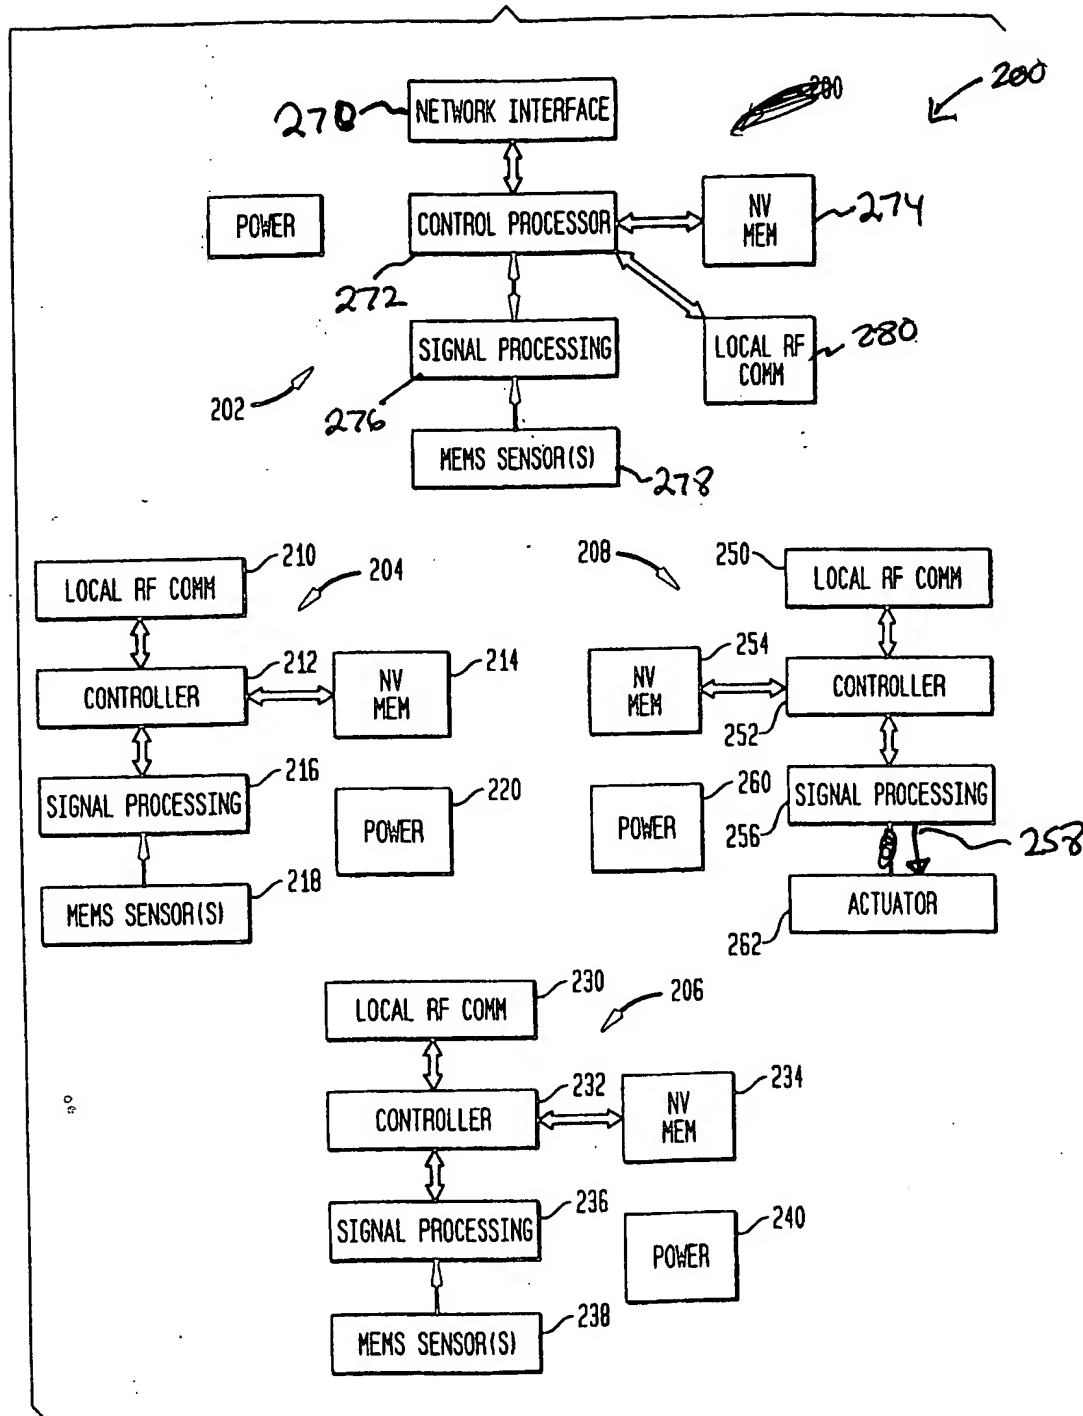 200
200
270
NETWORK INTERFACE
POWER
CONTROL PROCESSOR
NV
MEM
274
272
SIGNAL PROCESSING
LOCAL RF
COMM
280
202
276
MEMS SENSOR(S)
278
210
LOCAL RF COMM
204
212
CONTROLLER
NV
MEM
214
216
SIGNAL PROCESSING
POWER
220
218
MEMS SENSOR(S)
208
250
LOCAL RF COMM
254
NV
MEM
CONTROLLER
252
260
POWER
SIGNAL PROCESSING
256
258
ACTUATOR
262
230
LOCAL RF COMM
206
232
CONTROLLER
NV
MEM
234
236
SIGNAL PROCESSING
POWER
240
238
MEMS SENSOR(S)